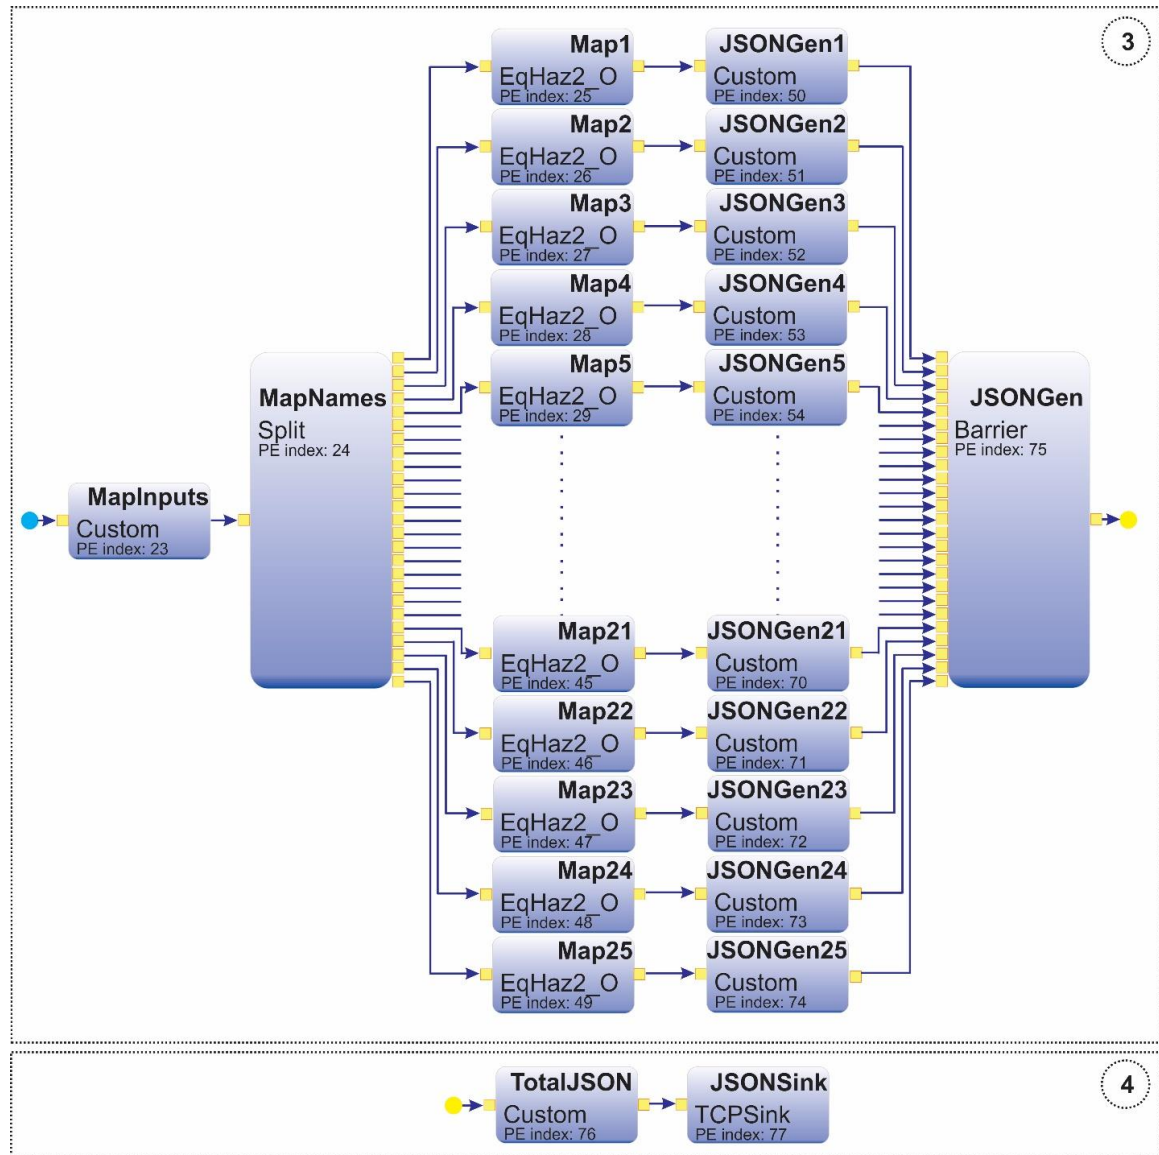 3
Map1
EqHaz2_O
PE index: 25
JSONGen1
Custom
PE index: 50
Map2
EqHaz2_O
PE index: 26
JSONGen2
Custom
PE index: 51
Map3
EqHaz2_O
PE index: 27
JSONGen3
Custom
PE index: 52
Map4
EqHaz2_O
PE index: 28
JSONGen4
Custom
PE index: 53
Map5
EqHaz2_O
PE index: 29
JSONGen5
Custom
PE index: 54
MapNames
Split
PE index: 24
JSONGen
Barrier
PE index: 75
MapInputs
Custom
PE index: 23
Map21
EqHaz2_O
PE index: 45
JSONGen21
Custom
PE index: 70
Map22
EqHaz2_O
PE index: 46
JSONGen22
Custom
PE index: 71
Map23
EqHaz2_O
PE index: 47
JSONGen23
Custom
PE index: 72
Map24
EqHaz2_O
PE index: 48
JSONGen24
Custom
PE index: 73
Map25
EqHaz2_O
PE index: 49
JSONGen25
Custom
PE index: 74
4
TotalJSON
Custom
PE index: 76
JSONSink
TCPSink
PE index: 77